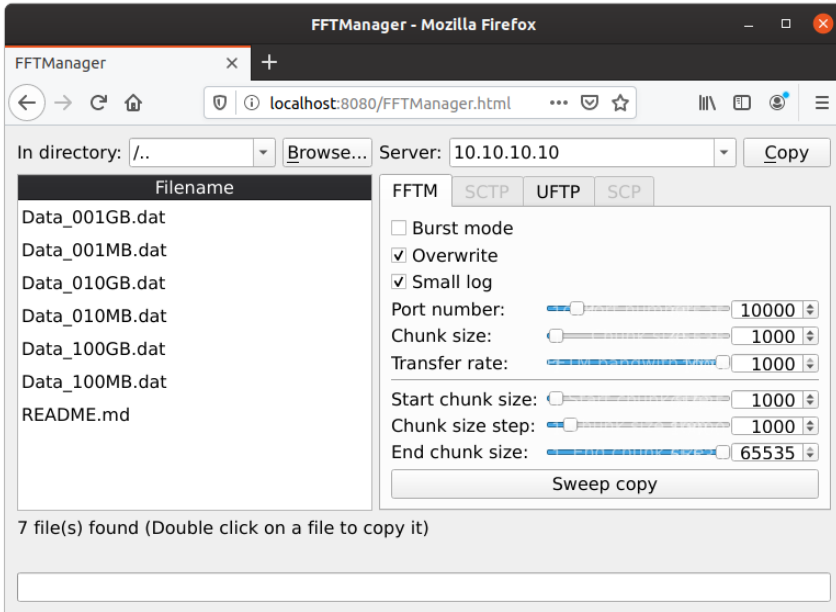 FFTManager - Mozilla Firefox
FFTManager
localhost:8080/FFTManager.html
In directory: /.. Browse... Server: 10.10.10.10 Copy
Filename
Data_001GB.dat
Data_001MB.dat
Data_010GB.dat
Data_010MB.dat
Data_100GB.dat
Data_100MB.dat
README.md
FFTM SCTP UFTP SCP
Burst mode
Overwrite
Small log
Port number: 10000
Chunk size: 1000
Transfer rate: 1000
Start chunk size: 1000
Chunk size step: 1000
End chunk size: 65535
Sweep copy
7 file(s) found (Double click on a file to copy it)